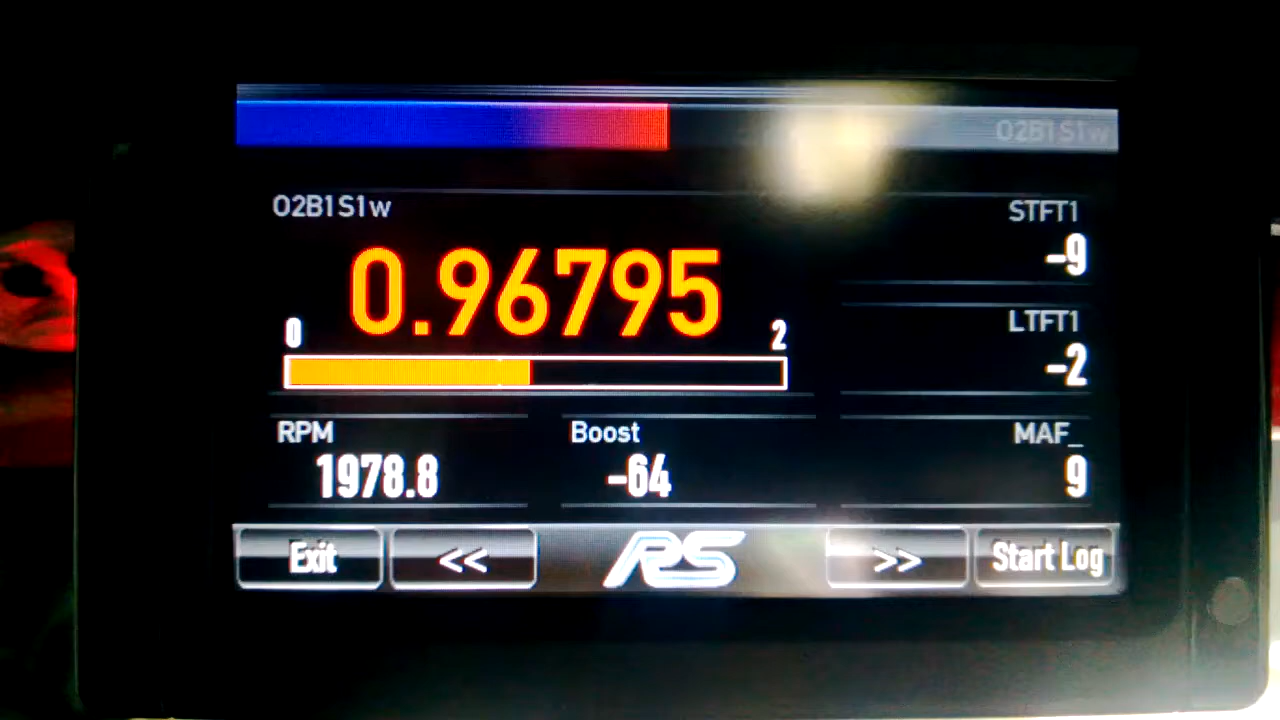 O2B1S1w
O2B1S1w
0.96795
0 2
STFT1
-9
LTFT1
-2
RPM
1978.8
Boost
-64
MAF_
9
Exit << RS >> Start Log